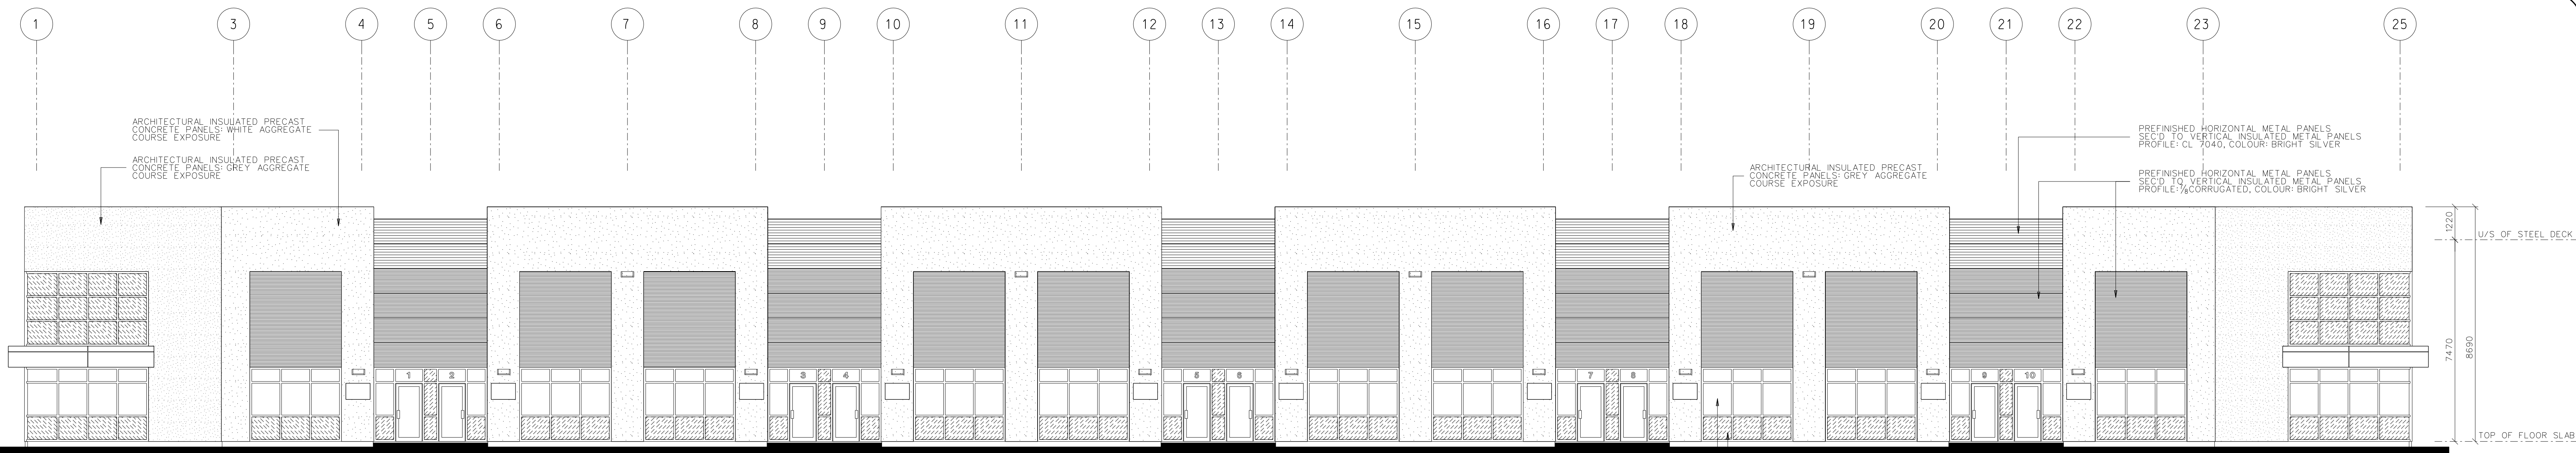 1 3 4 5 6 7 8 9 10 11 12 13 14 15 16 17 18 19 20 21 22 23 25
ARCHITECTURAL INSULATED PRECAST
CONCRETE PANELS: WHITE AGGREGATE
COURSE EXPOSURE
ARCHITECTURAL INSULATED PRECAST
CONCRETE PANELS: GREY AGGREGATE
COURSE EXPOSURE
ARCHITECTURAL INSULATED PRECAST
CONCRETE PANELS: GREY AGGREGATE
COURSE EXPOSURE
PREFINISHED HORIZONTAL METAL PANELS
SEC'D TO VERTICAL INSULATED METAL PANELS
PROFILE: CL 7040, COLOUR: BRIGHT SILVER
PREFINISHED HORIZONTAL METAL PANELS
SEC'D TO VERTICAL INSULATED METAL PANELS
PROFILE: ⅞ CORRUGATED, COLOUR: BRIGHT SILVER
1220
U/S OF STEEL DECK
7470
8690
TOP OF FLOOR SLAB
1 2 3 4 5 6 7 8 9 10